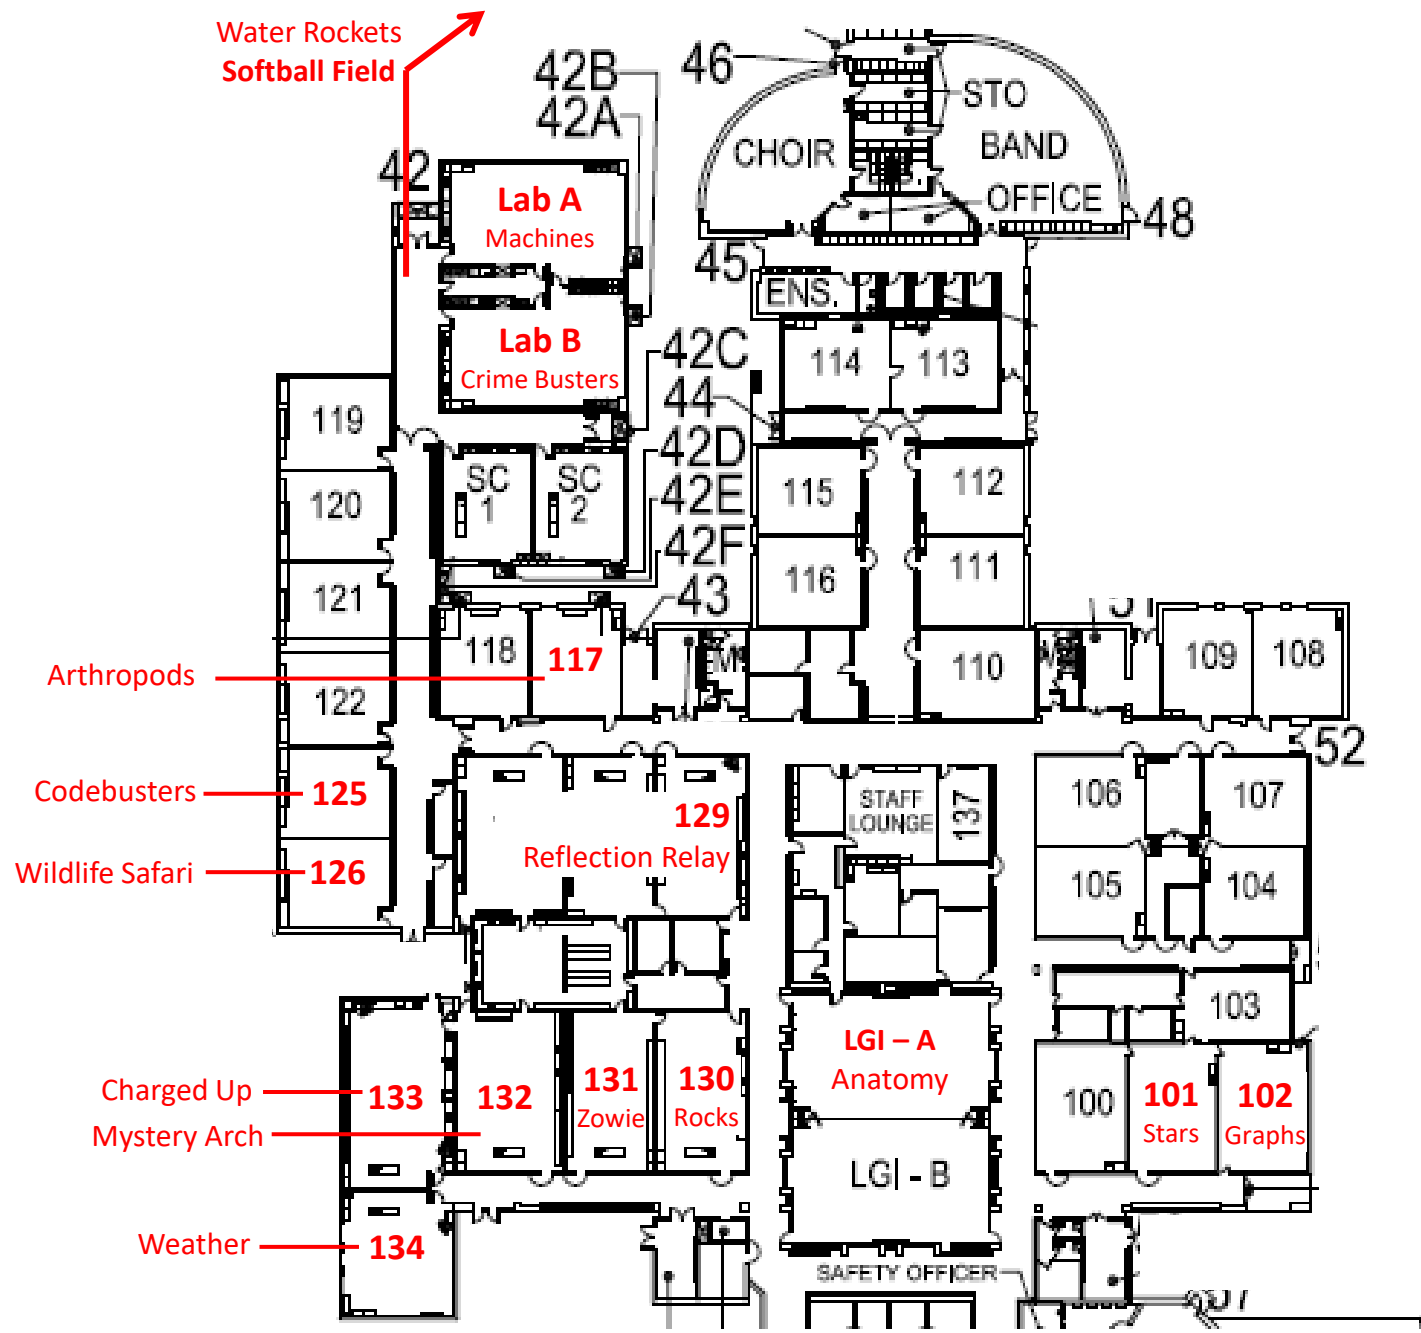 Water Rockets
Softball Field
42B
42A
46
STO
CHOIR
BAND
42
OFFICE
48
Lab A
Machines
45
ENS.
Lab B
Crime Busters
42C
114
113
44
119
42D
SC
1
SC
2
115
112
120
42E
42F
116
111
121
43
118
117
110
109
108
Arthropods
122
52
Codebusters
125
129
Reflection Relay
STAFF
LOUNGE
137
106
107
Wildlife Safari
126
105
104
103
LGI – A
Anatomy
Charged Up
133
132
131
Zowie
130
Rocks
100
101
Stars
102
Graphs
Mystery Arch
LGI - B
Weather
134
SAFETY OFFICER